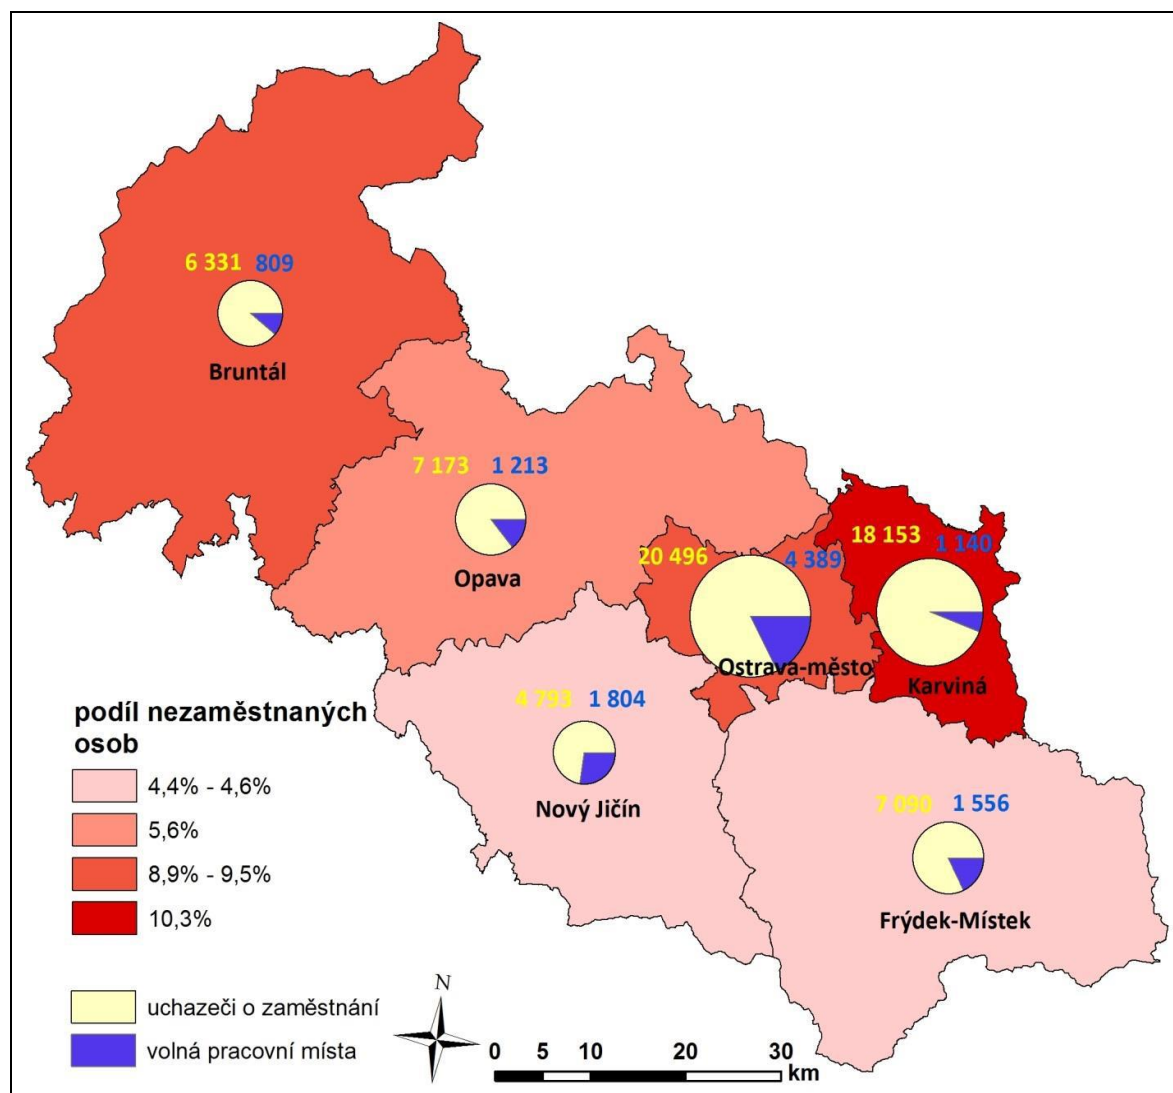 6 331 809
Bruntál
7 173 1 213
Opava
20 496 4 389
Ostrava-město
18 153 1 140
Karviná
4 793 1 804
Nový Jičín
7 090 1 556
Frýdek-Místek
podíl nezaměstnaných
osob
4,4% - 4,6%
5,6%
8,9% - 9,5%
10,3%
uchazeči o zaměstnání
volná pracovní místa
N
0 5 10 20 30
km